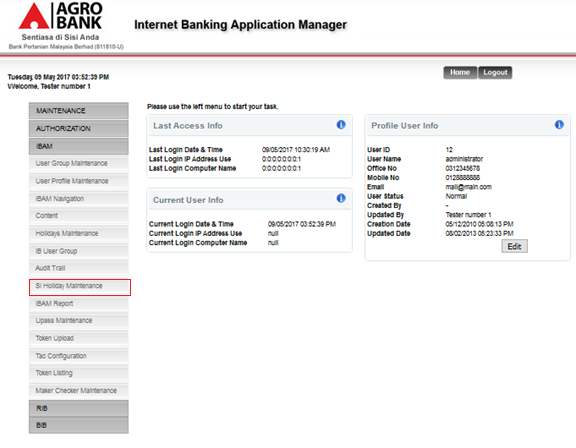 AGRO
BANK
Sentiasa di Sisi Anda
Bank Pertanian Malaysia Berhad (811810-U)
Internet Banking Application Manager
Tuesday, 09 May 2017 03:52:39 PM
Welcome, Tester number 1
Home
Logout
MAINTENANCE
AUTHORIZATION
IBAM
User Group Maintenance
User Profile Maintenance
IBAM Navigation
Content
Holidays Maintenance
IB User Group
Audit Trail
SI Holiday Maintenance
IBAM Report
Upass Maintenance
Token Upload
Tac Configuration
Token Listing
Maker Checker Maintenance
RIB
BIB
Please use the left menu to start your task.
Last Access Info
Last Login Date & Time 09/05/2017 10:30:19 AM
Last Login IP Address Use 0:0:0:0:0:0:0:1
Last Login Computer Name 0:0:0:0:0:0:0:1
Current User Info
Current Login Date & Time 09/05/2017 03:52:39 PM
Current Login IP Address Use null
Current Login Computer Name null
Profile User Info
User ID 12
User Name administrator
Office No 0312345678
Mobile No 0128888888
Email mail@main.com
User Status Normal
Created By -
Updated By Tester number 1
Creation Date 05/12/2010 05:08:13 PM
Updated Date 08/02/2013 05:23:33 PM
Edit